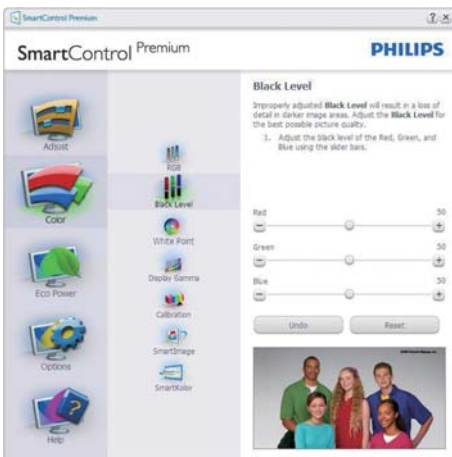 SmartControl Premium
SmartControl Premium
PHILIPS
Adjust
Color
Eco Power
Options
Help
RGB
Black Level
White Point
Display Gamma
Calibration
SmartImage
SmartKolor
Black Level
Improperly adjusted Black Level will result in a loss of
detail in darker image areas. Adjust the Black Level for
the best possible picture quality.
1. Adjust the black level of the Red, Green, and
Blue using the slider bars.
Red 50
Green 50
Blue 50
Undo
Reset